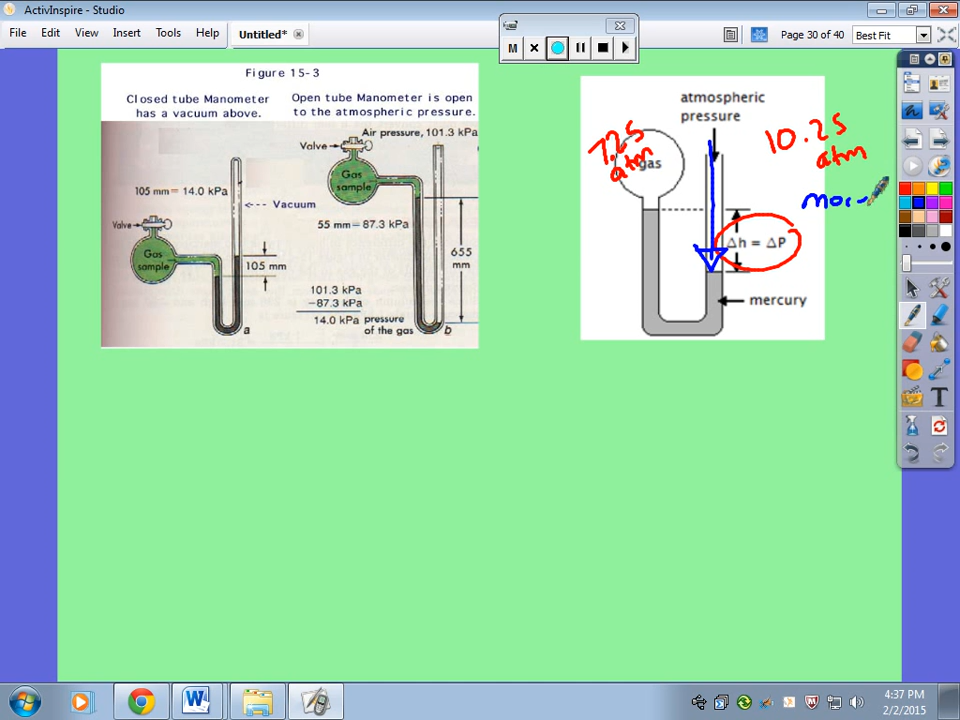 ActivInspire - Studio
File Edit View Insert Tools Help Untitled*
Page 30 of 40 Best Fit
M
Figure 15-3
Closed tube Manometer
has a vacuum above.
Open tube Manometer is open
to the atmospheric pressure.
Air pressure, 101.3 kPa
Valve
Gas
sample
105 mm = 14.0 kPa
Vacuum
55 mm = 87.3 kPa
Valve
Gas
sample
105 mm
655
mm
101.3 kPa
-87.3 kPa
14.0 kPa pressure
of the gas
a
b
atmospheric
pressure
7.25
atm
gas
10.25
atm
Δh = ΔP
mercury
T
W
4:37 PM
2/2/2015